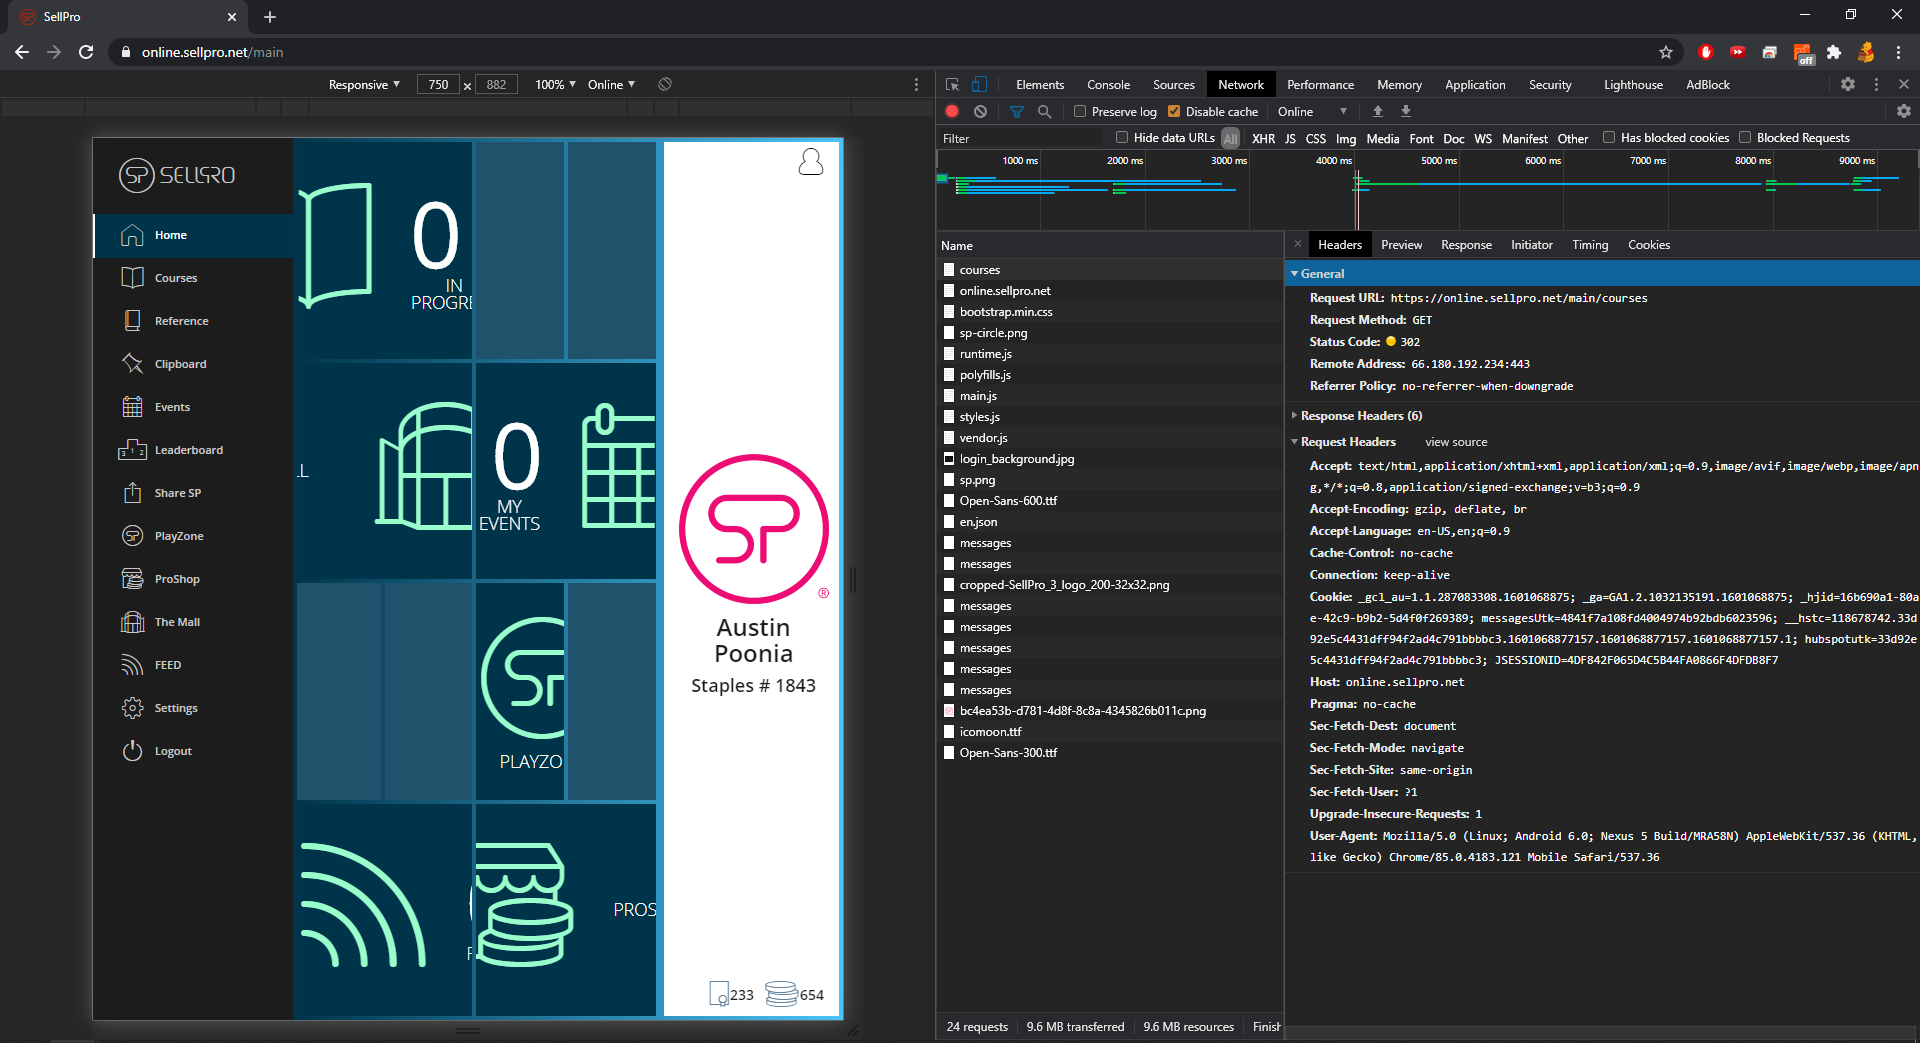 SellPro
online.sellpro.net/main
off
Responsive 750 x 882 100% Online
Elements Console Sources Network Performance Memory Application Security Lighthouse AdBlock
Preserve log Disable cache Online
Filter Hide data URLs All XHR JS CSS Img Media Font Doc WS Manifest Other Has blocked cookies Blocked Requests
1000 ms 2000 ms 3000 ms 4000 ms 5000 ms 6000 ms 7000 ms 8000 ms 9000 ms
SP SELLPRO
Home
Courses
Reference
Clipboard
Events
Leaderboard
Share SP
PlayZone
ProShop
The Mall
FEED
Settings
Logout
0
IN
PROGRE
LL
0
MY
EVENTS
SP
PLAYZO
F
PROS
SP
®
Austin
Poonia
Staples # 1843
233 654
Name
courses
online.sellpro.net
bootstrap.min.css
sp-circle.png
runtime.js
polyfills.js
main.js
styles.js
vendor.js
login_background.jpg
sp.png
Open-Sans-600.ttf
en.json
messages
messages
cropped-SellPro_3_logo_200-32x32.png
messages
messages
messages
messages
messages
bc4ea53b-d781-4d8f-8c8a-4345826b011c.png
icomoon.ttf
Open-Sans-300.ttf
24 requests 9.6 MB transferred 9.6 MB resources Finish
Headers Preview Response Initiator Timing Cookies
General
Request URL: https://online.sellpro.net/main/courses
Request Method: GET
Status Code: 302
Remote Address: 66.180.192.234:443
Referrer Policy: no-referrer-when-downgrade
Response Headers (6)
Request Headers view source
Accept: text/html,application/xhtml+xml,application/xml;q=0.9,image/avif,image/webp,image/apn
g,*/*;q=0.8,application/signed-exchange;v=b3;q=0.9
Accept-Encoding: gzip, deflate, br
Accept-Language: en-US,en;q=0.9
Cache-Control: no-cache
Connection: keep-alive
Cookie: _gcl_au=1.1.287083308.1601068875; _ga=GA1.2.1032135191.1601068875; _hjid=16b690a1-80a
e-42c9-b9b2-5d4f0f269389; messagesUtk=4841f7a108fd4004974b92bdb6023596; __hstc=118678742.33d
92e5c4431dff94f2ad4c791bbbbc3.1601068877157.1601068877157.1601068877157.1; hubspotutk=33d92e
5c4431dff94f2ad4c791bbbbc3; JSESSIONID=4DF842F065D4C5B44FA0866F4DFDB8F7
Host: online.sellpro.net
Pragma: no-cache
Sec-Fetch-Dest: document
Sec-Fetch-Mode: navigate
Sec-Fetch-Site: same-origin
Sec-Fetch-User: ?1
Upgrade-Insecure-Requests: 1
User-Agent: Mozilla/5.0 (Linux; Android 6.0; Nexus 5 Build/MRA58N) AppleWebKit/537.36 (KHTML,
like Gecko) Chrome/85.0.4183.121 Mobile Safari/537.36